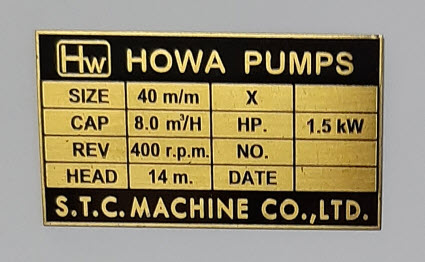 Hw HOWA PUMPS
SIZE 40 m/m X
CAP 8.0 m³/H HP. 1.5 kW
REV 400 r.p.m. NO.
HEAD 14 m. DATE
S.T.C. MACHINE CO.,LTD.